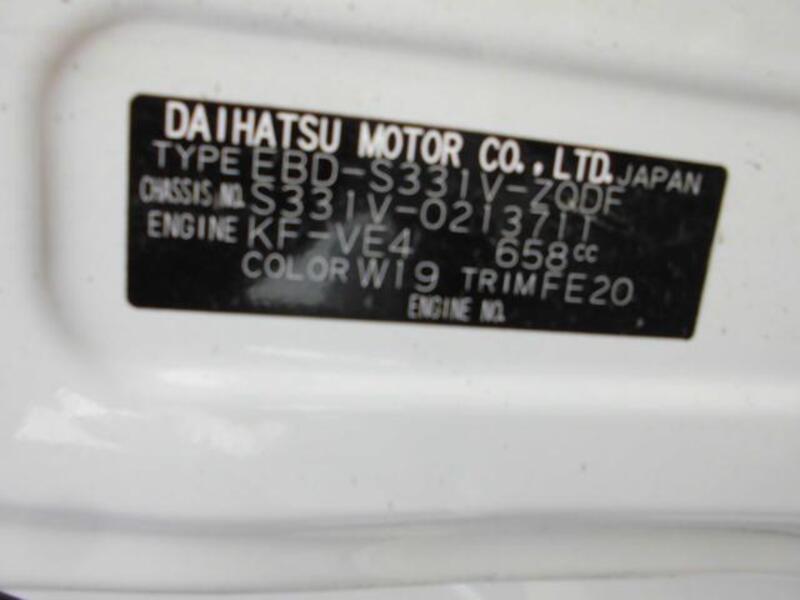 DAIHATSU MOTOR CO., LTD. JAPAN
TYPE EBD-S331V-ZQDF
CHASSIS NO. S331V-0213711
ENGINE KF-VE4 658cc
COLOR W19 TRIM FE20
ENGINE NO.